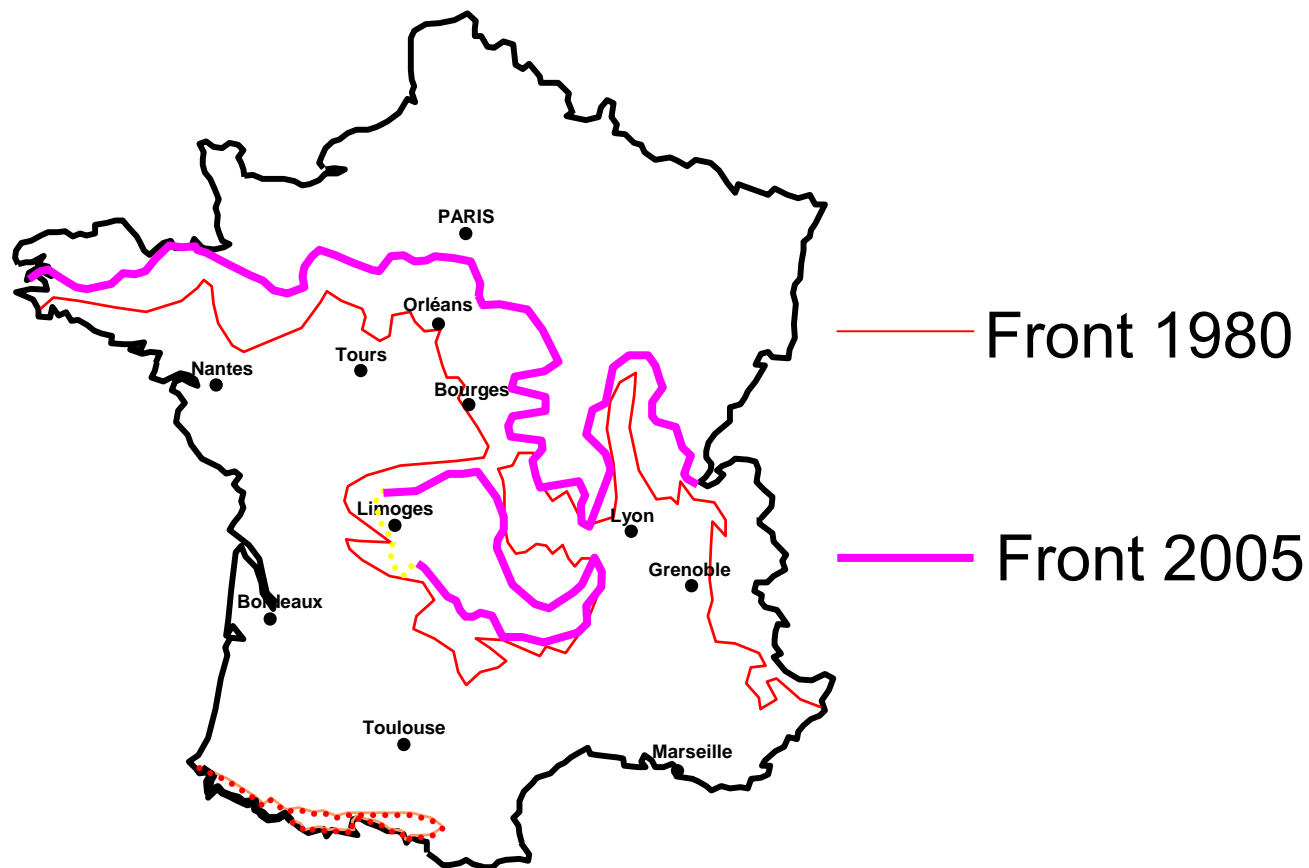 PARIS
Orléans
Front 1980
Tours
Nantes
Bourges
Limoges
Lyon
Front 2005
Grenoble
Bordeaux
Toulouse
Marseille